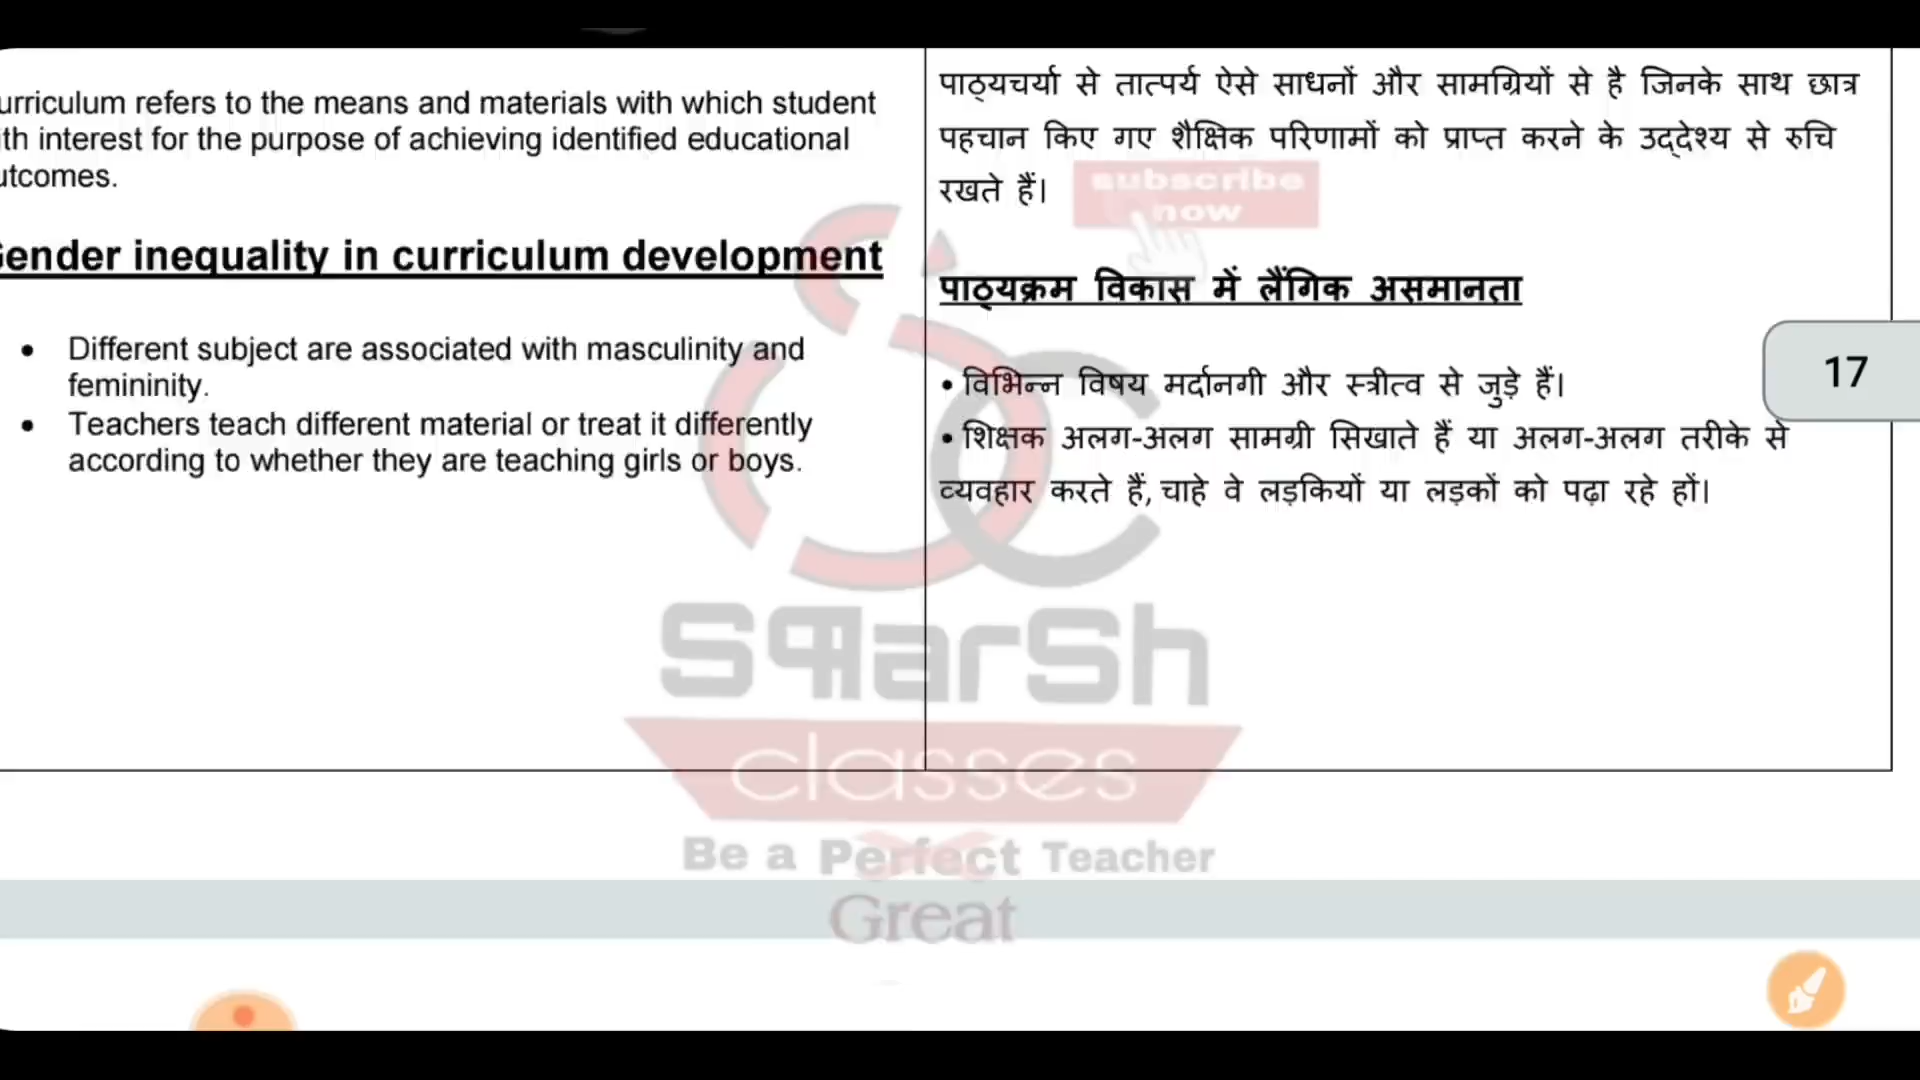 urriculum refers to the means and materials with which student
ith interest for the purpose of achieving identified educational
utcomes.
Gender inequality in curriculum development
• Different subject are associated with masculinity and
femininity.
• Teachers teach different material or treat it differently
according to whether they are teaching girls or boys.
पाठ्यचर्या से तात्पर्य ऐसे साधनों और सामग्रियों से है जिनके साथ छात्र
पहचान किए गए शैक्षिक परिणामों को प्राप्त करने के उद्देश्य से रुचि
रखते हैं।
subscribe
now
पाठ्यक्रम विकास में लैंगिक असमानता
• विभिन्न विषय मर्दानगी और स्त्रीत्व से जुड़े हैं।
• शिक्षक अलग-अलग सामग्री सिखाते हैं या अलग-अलग तरीके से
व्यवहार करते हैं, चाहे वे लड़कियों या लड़कों को पढ़ा रहे हों।
17
SparSh
classes
Be a Perfect Teacher
Great